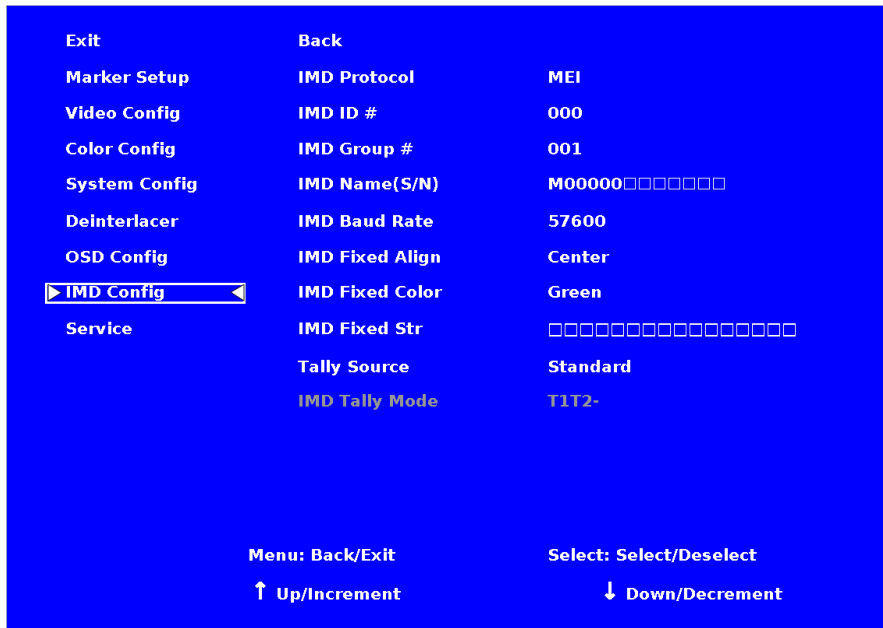 Exit Back
Marker Setup IMD Protocol MEI
Video Config IMD ID # 000
Color Config IMD Group # 001
System Config IMD Name(S/N) M00000□□□□□□□
Deinterlacer IMD Baud Rate 57600
OSD Config IMD Fixed Align Center
▶IMD Config◀ IMD Fixed Color Green
Service IMD Fixed Str □□□□□□□□□□□□□□□□
Tally Source Standard
IMD Tally Mode T1T2-
Menu: Back/Exit Select: Select/Deselect
↑ Up/Increment ↓ Down/Decrement